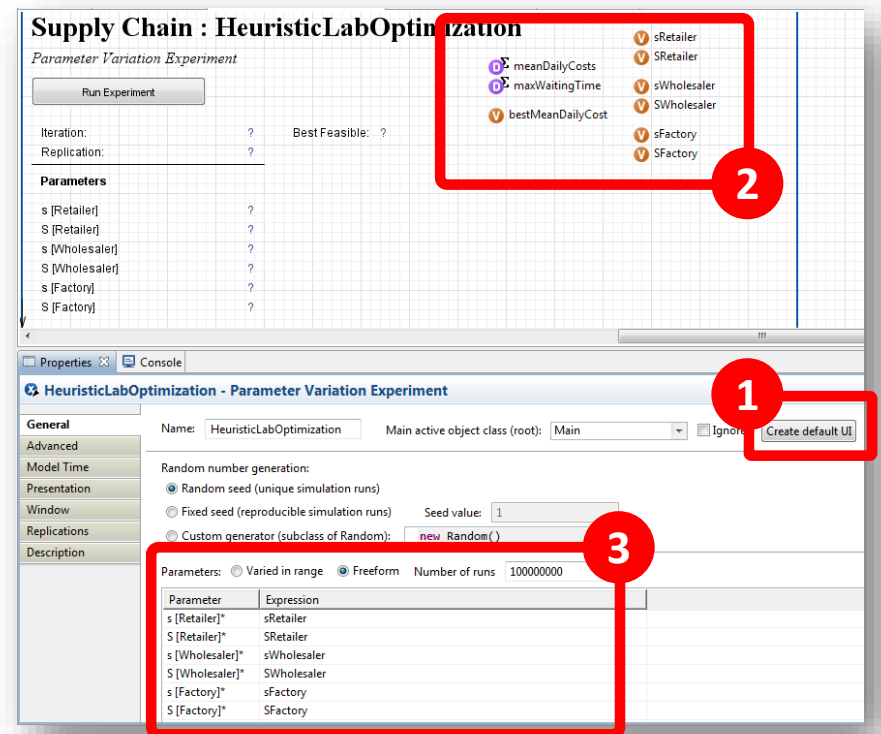 Supply Chain : HeuristicLabOptimization
Parameter Variation Experiment
Run Experiment
Iteration: ? Best Feasible: ?
Replication: ?
Parameters
s [Retailer] ?
S [Retailer] ?
s [Wholesaler] ?
S [Wholesaler] ?
s [Factory] ?
S [Factory] ?
meanDailyCosts
maxWaitingTime
bestMeanDailyCost
sRetailer
SRetailer
sWholesaler
SWholesaler
sFactory
SFactory
2
Properties Console
HeuristicLabOptimization - Parameter Variation Experiment
1
General
Advanced
Model Time
Presentation
Window
Replications
Description
Name: HeuristicLabOptimization Main active object class (root): Main Ignore Create default UI
Random number generation:
Random seed (unique simulation runs)
Fixed seed (reproducible simulation runs) Seed value: 1
Custom generator (subclass of Random): new Random()
3
Parameters: Varied in range Freeform Number of runs 100000000
Parameter Expression
s [Retailer]* sRetailer
S [Retailer]* SRetailer
s [Wholesaler]* sWholesaler
S [Wholesaler]* SWholesaler
s [Factory]* sFactory
S [Factory]* SFactory